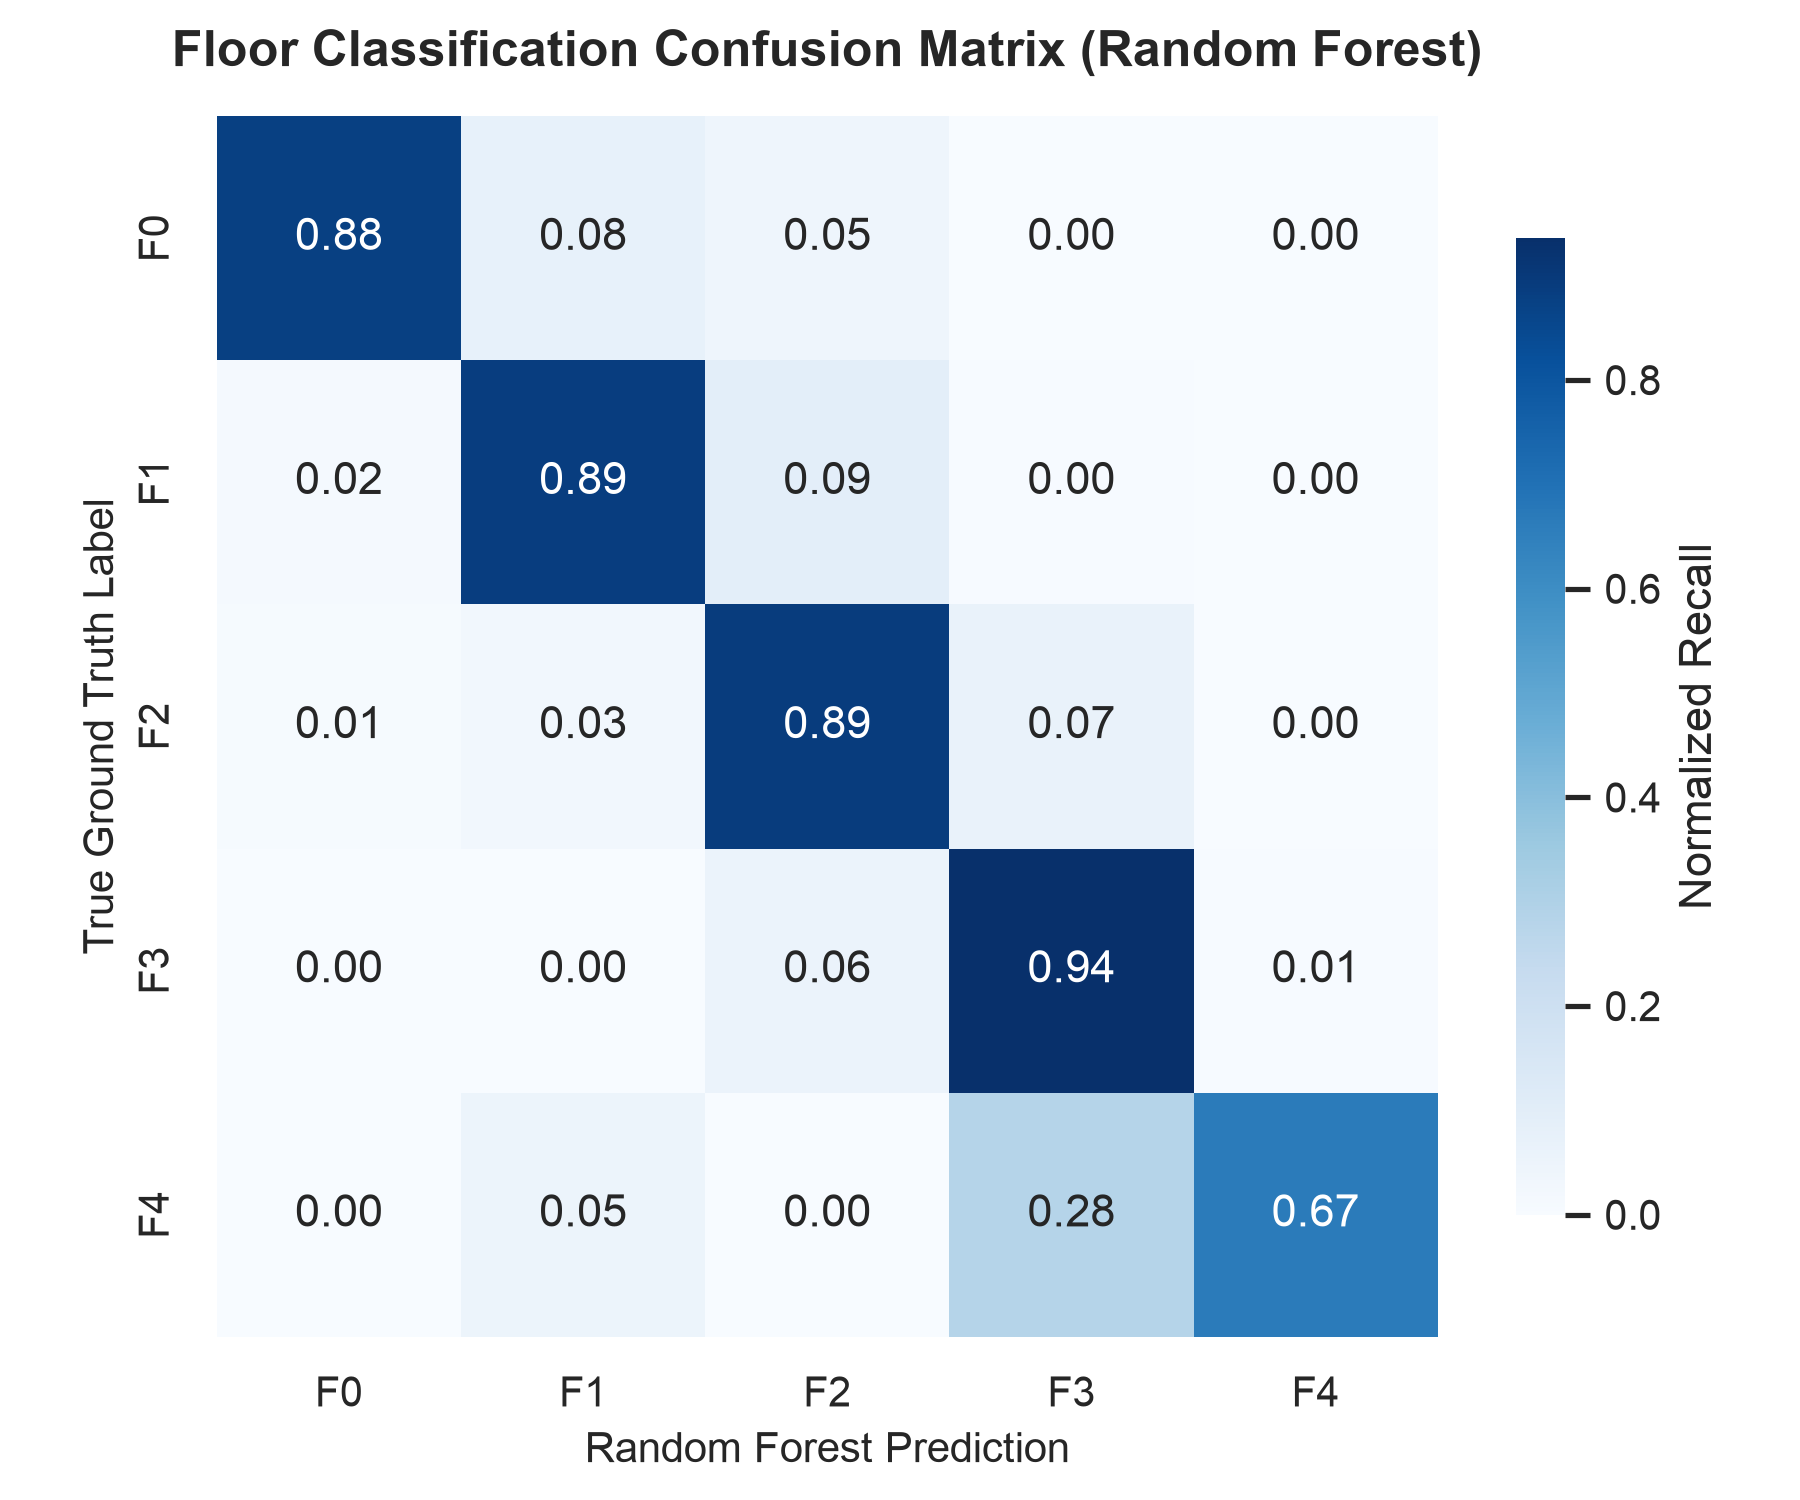 Floor Classification Confusion Matrix (Random Forest)
True Ground Truth Label
F0 0.88 0.08 0.05 0.00 0.00
F1 0.02 0.89 0.09 0.00 0.00
F2 0.01 0.03 0.89 0.07 0.00
F3 0.00 0.00 0.06 0.94 0.01
F4 0.00 0.05 0.00 0.28 0.67
F0 F1 F2 F3 F4
Random Forest Prediction
0.8
0.6
0.4
0.2
0.0
Normalized Recall